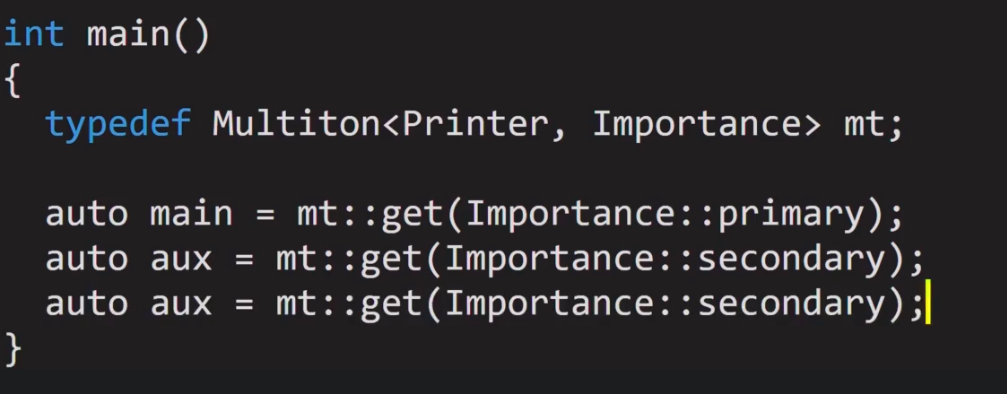 int main()
{
typedef Multiton<Printer, Importance> mt;
auto main = mt::get(Importance::primary);
auto aux = mt::get(Importance::secondary);
auto aux = mt::get(Importance::secondary);
}